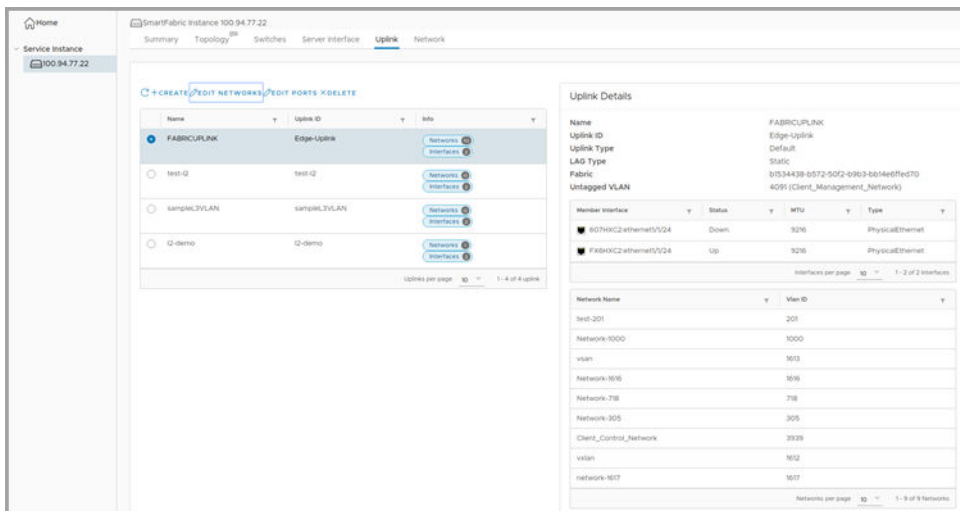 Home
Service Instance
100.94.77.22
SmartFabric Instance 100.94.77.22
Summary Topology Switches Server Interface Uplink Network
CREATE EDIT NETWORKS EDIT PORTS DELETE
Name Uplink ID Info
FABRICUPLINK Edge-Uplink Networks
Interfaces
test-l2 test-l2 Networks
Interfaces
sampleL3VLAN sampleL3VLAN Networks
Interfaces
l2-demo l2-demo Networks
Interfaces
Uplinks per page 10 1 - 4 of 4 uplink
Uplink Details
Name FABRICUPLINK
Uplink ID Edge-Uplink
Uplink Type Default
LAG Type Static
Fabric b1534438-b572-50f2-b9b3-bb14e6ffed70
Untagged VLAN 4091 (Client_Management_Network)
Member Interface Status MTU Type
607HXC2:ethernet1/1/24 Down 9216 PhysicalEthernet
FX6HXC2:ethernet1/1/24 Up 9216 PhysicalEthernet
Interfaces per page 10 1 - 2 of 2 Interfaces
Network Name Vlan ID
test-201 201
Network-1000 1000
vsan 1613
Network-1616 1616
Network-718 718
Network-305 305
Client_Control_Network 3939
vxlan 1612
network-1617 1617
Networks per page 10 1 - 9 of 9 Networks